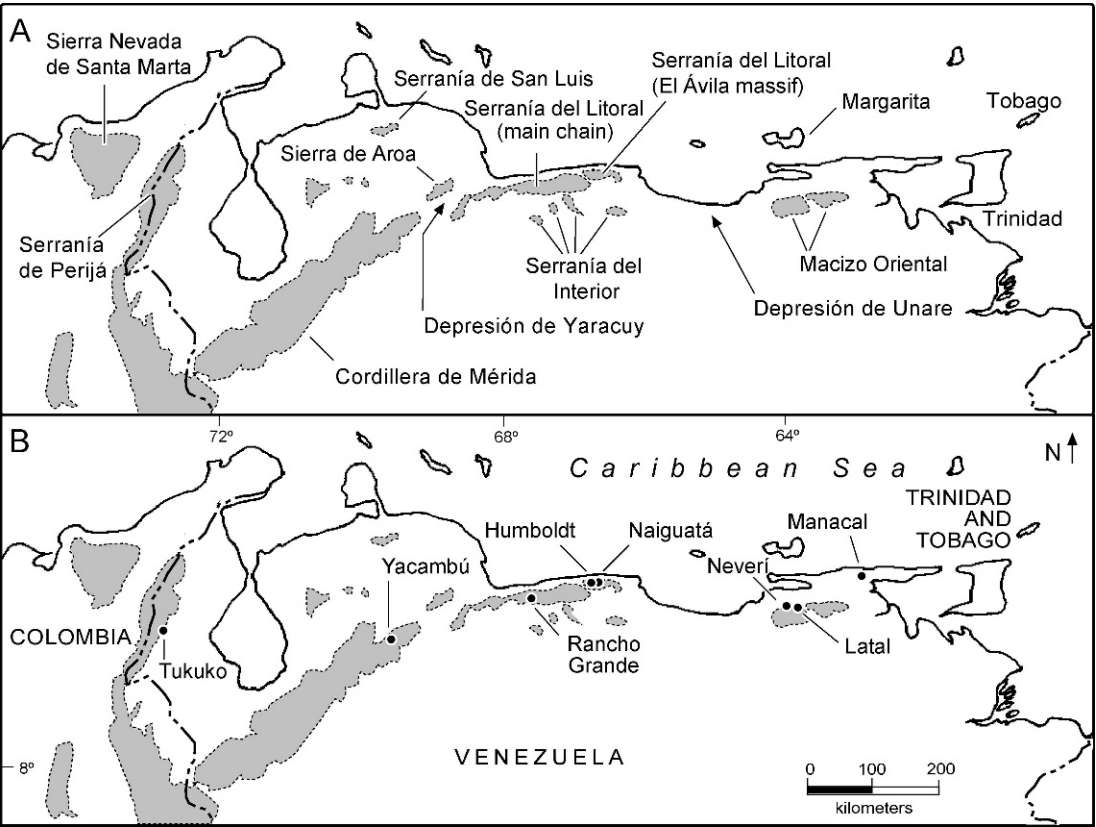 A
Sierra Nevada
de Santa Marta
Serranía de San Luis
Serranía del Litoral
(El Ávila massif)
Serranía del Litoral
(main chain)
Margarita
Tobago
Sierra de Aroa
Serranía
de Perijá
Serranía del
Interior
Macizo Oriental
Trinidad
Depresión de Yaracuy
Depresión de Unare
Cordillera de Mérida
72º
68º
64º
B
N
Caribbean Sea
TRINIDAD
AND
TOBAGO
Humboldt
Naiguatá
Manacal
Yacambú
Neverí
COLOMBIA
Tukuko
Rancho
Grande
Latal
VENEZUELA
8º
0 100 200
kilometers